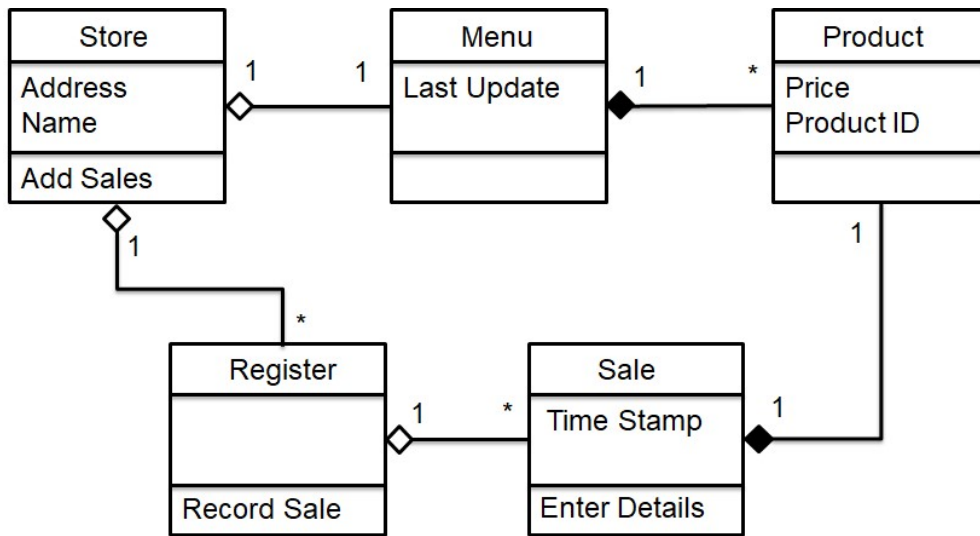 Store
Address
Name
Add Sales
1
1
Menu
Last Update
1
*
Product
Price
Product ID
1
*
1
Register
Record Sale
1
*
Sale
Time Stamp
Enter Details
1